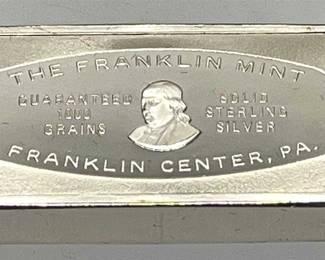 THE FRANKLIN MINT
GUARANTEED
1000
GRAINS
SOLID
STERLING
SILVER
FRANKLIN CENTER, PA.